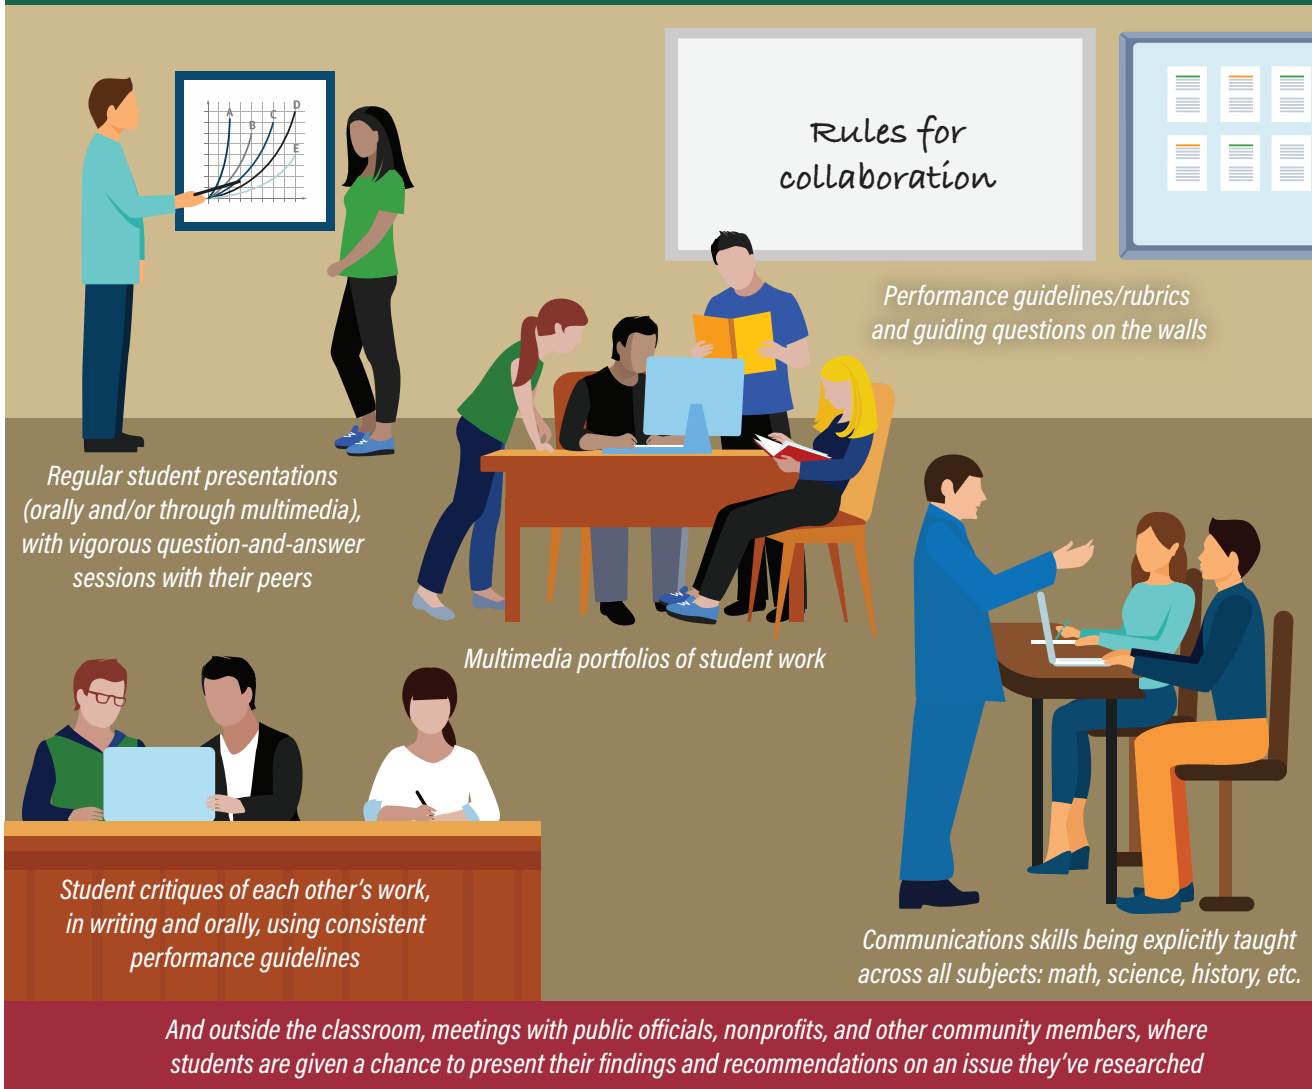 A
B
C
D
E
Rules for
collaboration
Performance guidelines/rubrics
and guiding questions on the walls
Regular student presentations
(orally and/or through multimedia),
with vigorous question-and-answer
sessions with their peers
Multimedia portfolios of student work
Student critiques of each other’s work,
in writing and orally, using consistent
performance guidelines
Communications skills being explicitly taught
across all subjects: math, science, history, etc.
And outside the classroom, meetings with public officials, nonprofits, and other community members, where
students are given a chance to present their findings and recommendations on an issue they’ve researched